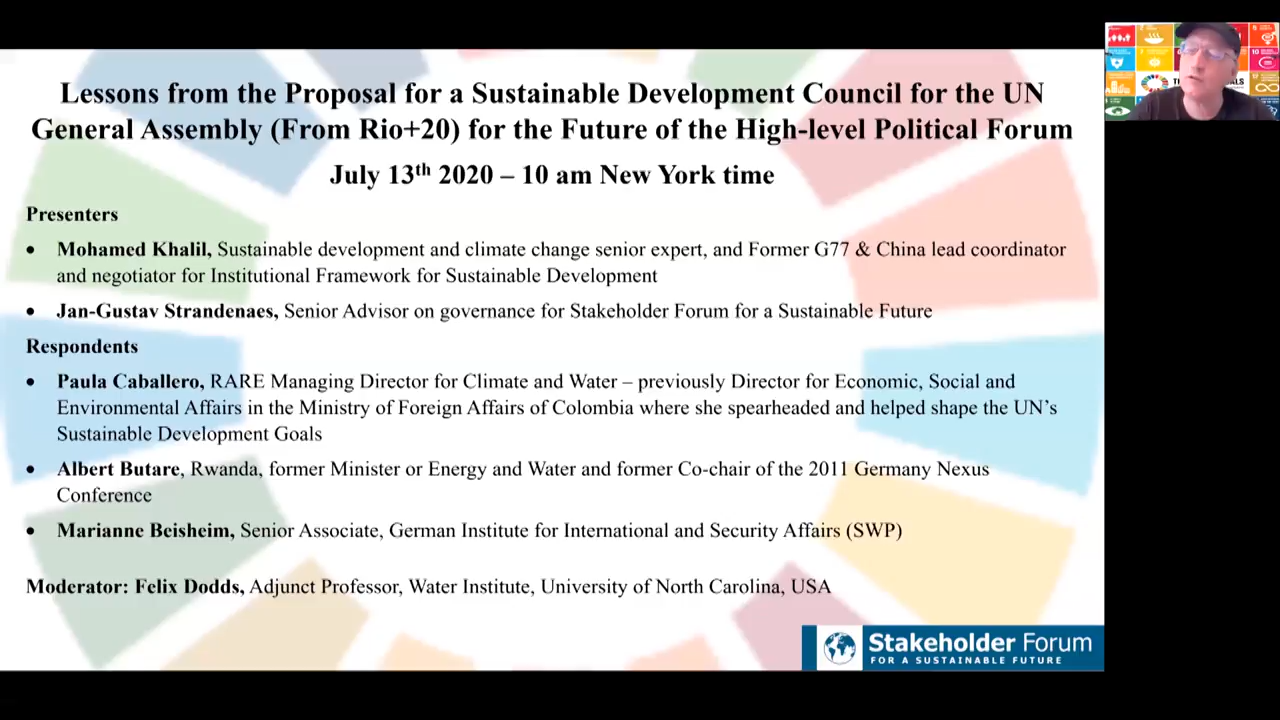 Lessons from the Proposal for a Sustainable Development Council for the UN
General Assembly (From Rio+20) for the Future of the High-level Political Forum
July 13th 2020 – 10 am New York time
Presenters
• Mohamed Khalil, Sustainable development and climate change senior expert, and Former G77 & China lead coordinator
and negotiator for Institutional Framework for Sustainable Development
• Jan-Gustav Strandenaes, Senior Advisor on governance for Stakeholder Forum for a Sustainable Future
Respondents
• Paula Caballero, RARE Managing Director for Climate and Water – previously Director for Economic, Social and
Environmental Affairs in the Ministry of Foreign Affairs of Colombia where she spearheaded and helped shape the UN's
Sustainable Development Goals
• Albert Butare, Rwanda, former Minister or Energy and Water and former Co-chair of the 2011 Germany Nexus
Conference
• Marianne Beisheim, Senior Associate, German Institute for International and Security Affairs (SWP)
Moderator: Felix Dodds, Adjunct Professor, Water Institute, University of North Carolina, USA
Stakeholder Forum
FOR A SUSTAINABLE FUTURE